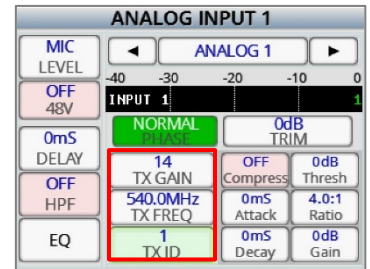 ANALOG INPUT 1
MIC
LEVEL
◄ ANALOG 1 ►
-40 -30 -20 -10 0
OFF
48V
INPUT 1 1
NORMAL
PHASE
0dB
TRIM
0mS
DELAY
14
TX GAIN
OFF
Compress
0dB
Thresh
OFF
HPF
540.0MHz
TX FREQ
0mS
Attack
4.0:1
Ratio
EQ
1
TX ID
0mS
Decay
0dB
Gain